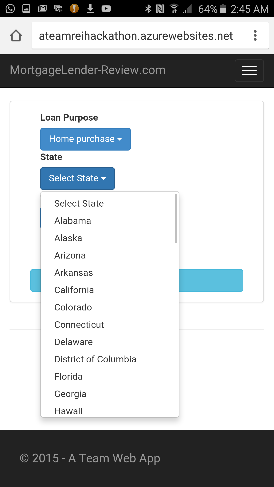 64% 2:45 AM
ateamreihackathon.azurewebsites.net
MortgageLender-Review.com
Loan Purpose
Home purchase
State
Select State
Select State
Alabama
Alaska
Arizona
Arkansas
California
Colorado
Connecticut
Delaware
District of Columbia
Florida
Georgia
Hawaii
© 2015 - A Team Web App